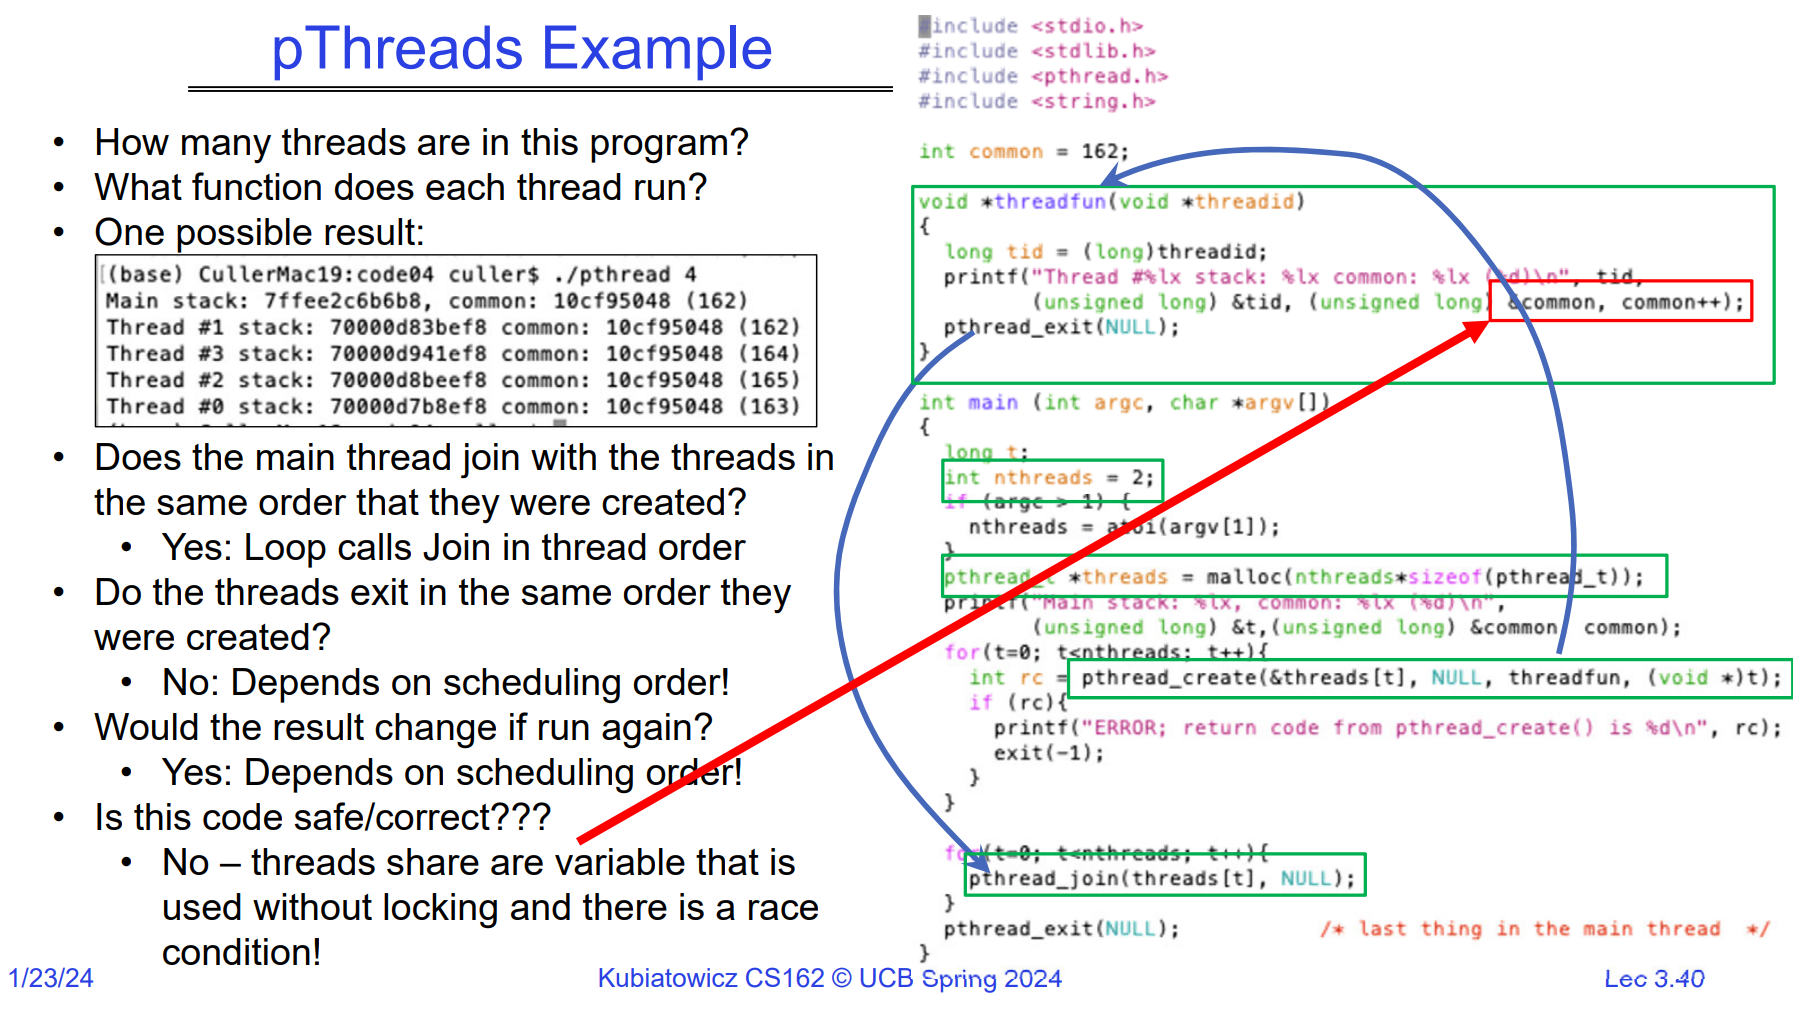 pThreads Example
• How many threads are in this program?
• What function does each thread run?
• One possible result:
(base) CullerMac19:code04 culler$ ./pthread 4
Main stack: 7ffee2c6b6b8, common: 10cf95048 (162)
Thread #1 stack: 70000d83bef8 common: 10cf95048 (162)
Thread #3 stack: 70000d941ef8 common: 10cf95048 (164)
Thread #2 stack: 70000d8beef8 common: 10cf95048 (165)
Thread #0 stack: 70000d7b8ef8 common: 10cf95048 (163)
• Does the main thread join with the threads in
the same order that they were created?
• Yes: Loop calls Join in thread order
• Do the threads exit in the same order they
were created?
• No: Depends on scheduling order!
• Would the result change if run again?
• Yes: Depends on scheduling order!
• Is this code safe/correct???
• No – threads share are variable that is
used without locking and there is a race
condition!
#include <stdio.h>
#include <stdlib.h>
#include <pthread.h>
#include <string.h>
int common = 162;
void *threadfun(void *threadid)
{
long tid = (long)threadid;
printf("Thread #%lx stack: %lx common: %lx (%d)\n", tid,
(unsigned long) &tid, (unsigned long) &common, common++);
pthread_exit(NULL);
}
int main (int argc, char *argv[])
{
long t;
int nthreads = 2;
if (argc > 1) {
nthreads = atoi(argv[1]);
}
pthread_t *threads = malloc(nthreads*sizeof(pthread_t));
printf("Main stack: %lx, common: %lx (%d)\n",
(unsigned long) &t,(unsigned long) &common, common);
for(t=0; t<nthreads; t++){
int rc = pthread_create(&threads[t], NULL, threadfun, (void *)t);
if (rc){
printf("ERROR; return code from pthread_create() is %d\n", rc);
exit(-1);
}
}
for(t=0; t<nthreads; t++){
pthread_join(threads[t], NULL);
}
pthread_exit(NULL); /* last thing in the main thread */
}
1/23/24
Kubiatowicz CS162 © UCB Spring 2024
Lec 3.40